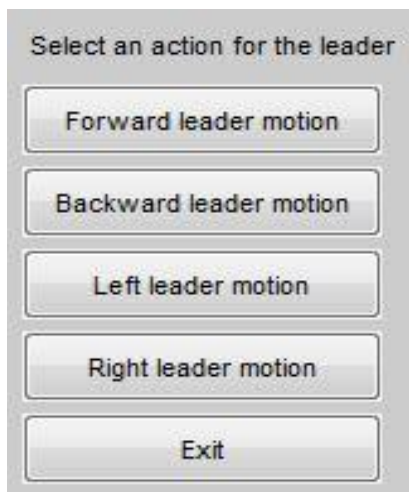 Select an action for the leader
Forward leader motion
Backward leader motion
Left leader motion
Right leader motion
Exit